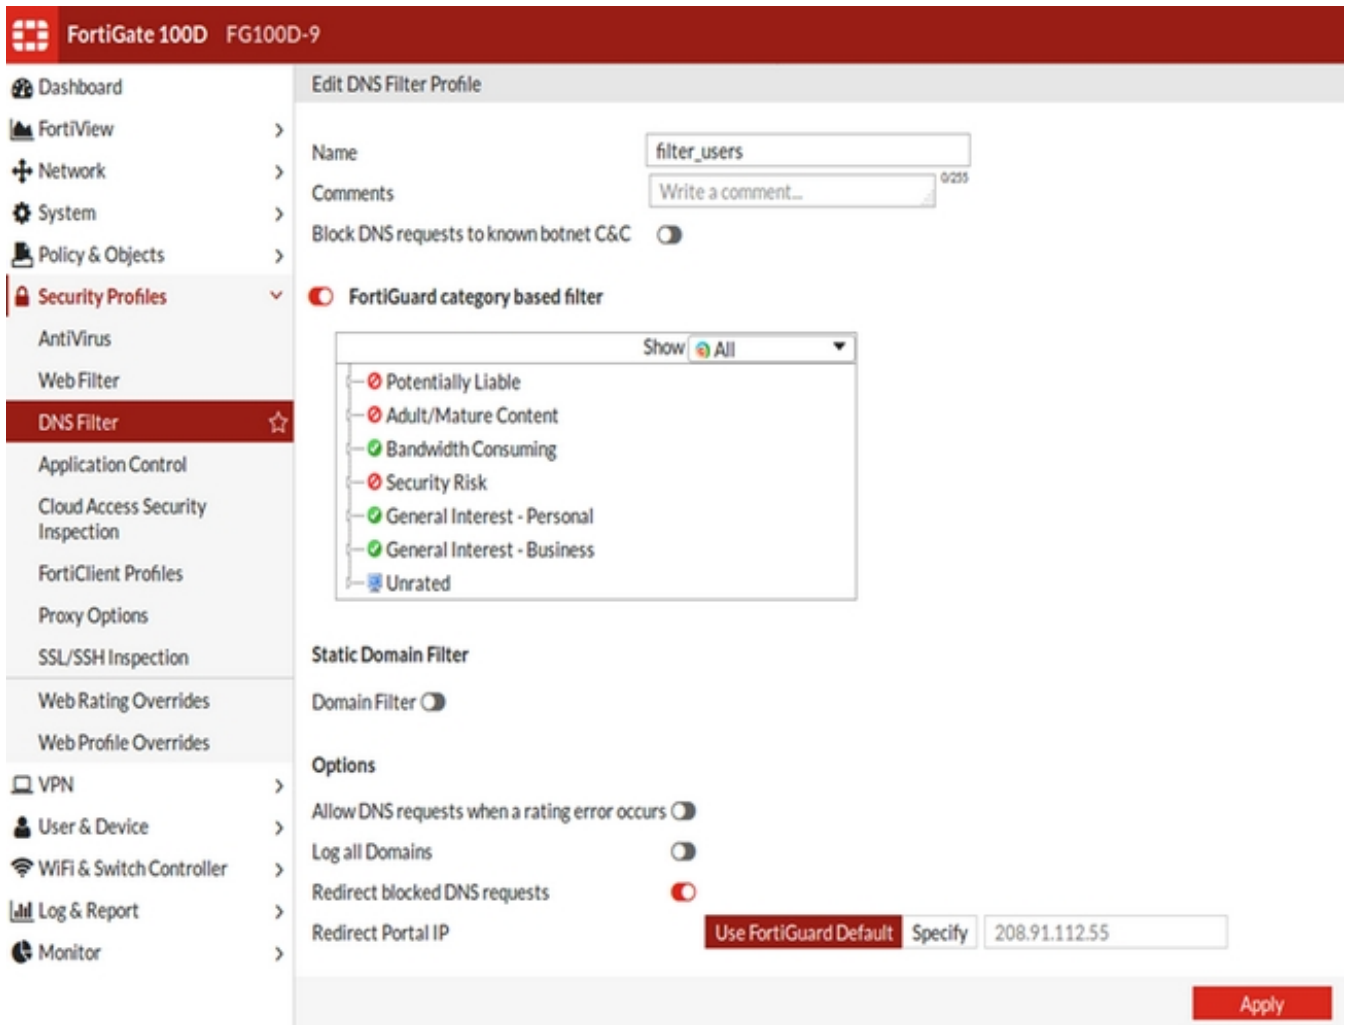 FortiGate 100D FG100D-9
Dashboard
FortiView
Network
System
Policy & Objects
Security Profiles
AntiVirus
Web Filter
DNS Filter
Application Control
Cloud Access Security
Inspection
FortiClient Profiles
Proxy Options
SSL/SSH Inspection
Web Rating Overrides
Web Profile Overrides
VPN
User & Device
WiFi & Switch Controller
Log & Report
Monitor
Edit DNS Filter Profile
Name filter_users
Comments Write a comment... 0/255
Block DNS requests to known botnet C&C
FortiGuard category based filter
Show All
Potentially Liable
Adult/Mature Content
Bandwidth Consuming
Security Risk
General Interest - Personal
General Interest - Business
Unrated
Static Domain Filter
Domain Filter
Options
Allow DNS requests when a rating error occurs
Log all Domains
Redirect blocked DNS requests
Redirect Portal IP Use FortiGuard Default Specify 208.91.112.55
Apply